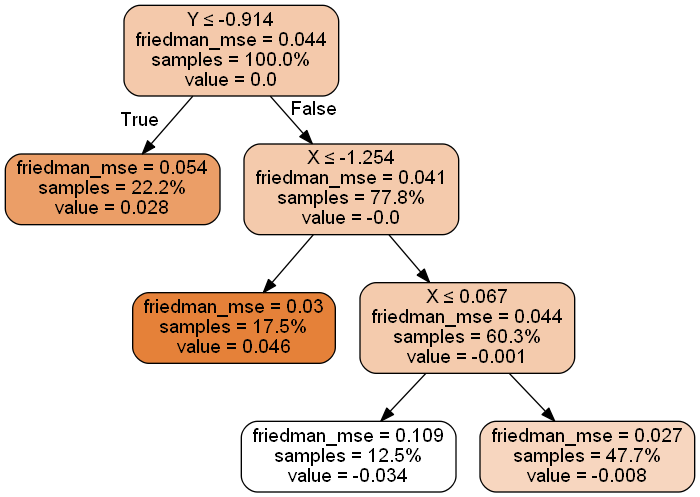 Y ≤ -0.914
friedman_mse = 0.044
samples = 100.0%
value = 0.0
True
False
friedman_mse = 0.054
samples = 22.2%
value = 0.028
X ≤ -1.254
friedman_mse = 0.041
samples = 77.8%
value = -0.0
friedman_mse = 0.03
samples = 17.5%
value = 0.046
X ≤ 0.067
friedman_mse = 0.044
samples = 60.3%
value = -0.001
friedman_mse = 0.109
samples = 12.5%
value = -0.034
friedman_mse = 0.027
samples = 47.7%
value = -0.008